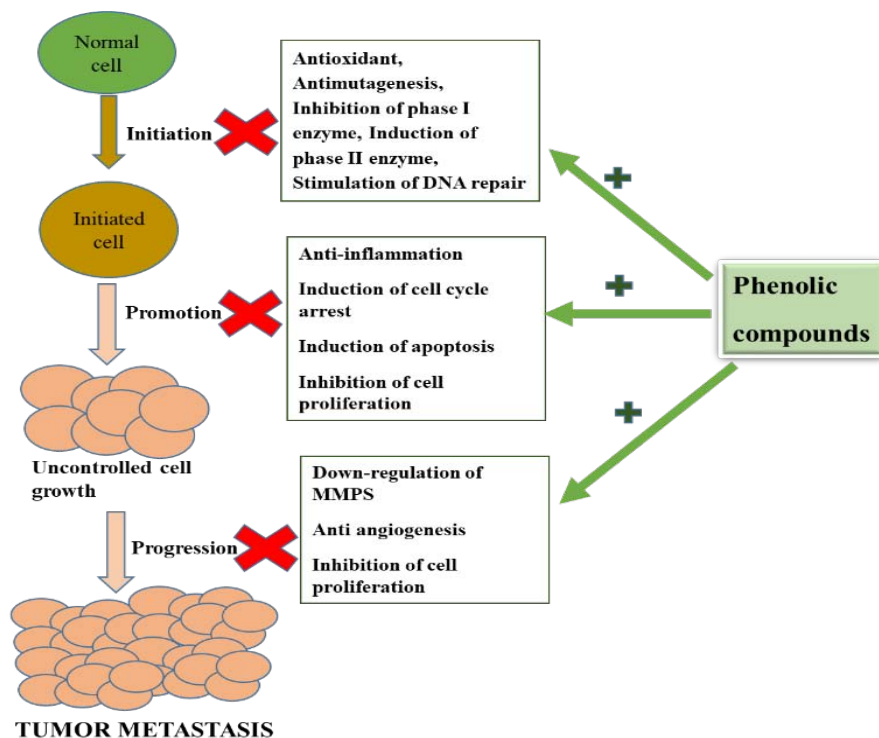 Normal
cell
Initiation
Antioxidant,
Antimutagenesis,
Inhibition of phase I
enzyme, Induction of
phase II enzyme,
Stimulation of DNA repair
Initiated
cell
Promotion
Anti-inflammation
Induction of cell cycle
arrest
Induction of apoptosis
Inhibition of cell
proliferation
Phenolic
compounds
Uncontrolled cell
growth
Progression
Down-regulation of
MMPS
Anti angiogenesis
Inhibition of cell
proliferation
TUMOR METASTASIS